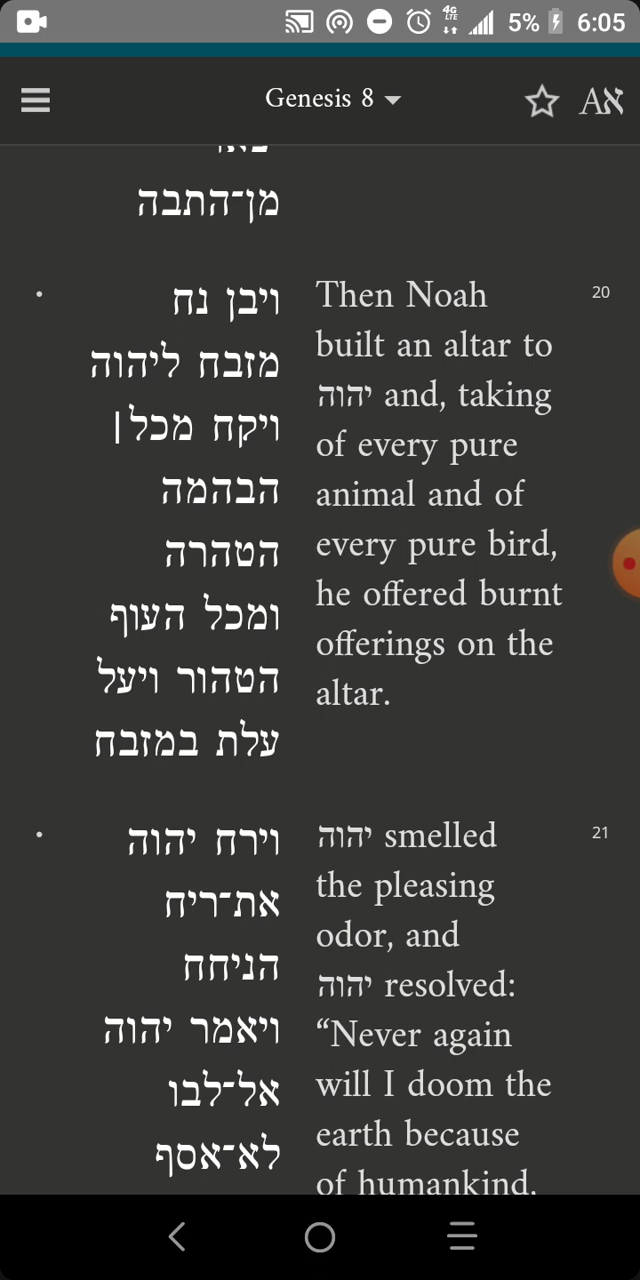 4G
LTE
5%
6:05
Genesis 8
Aא
מן־התבה
ויבן נח
מזבח ליהוה
ויקח מכל|
הבהמה
הטהרה
ומכל העוף
הטהור ויעל
עלת במזבח
Then Noah
built an altar to
יהוה and, taking
of every pure
animal and of
every pure bird,
he offered burnt
offerings on the
altar.
20
וירח יהוה
את־ריח
הניחח
ויאמר יהוה
אל־לבו
לא־אסף
יהוה smelled
the pleasing
odor, and
יהוה resolved:
“Never again
will I doom the
earth because
of humankind,
21